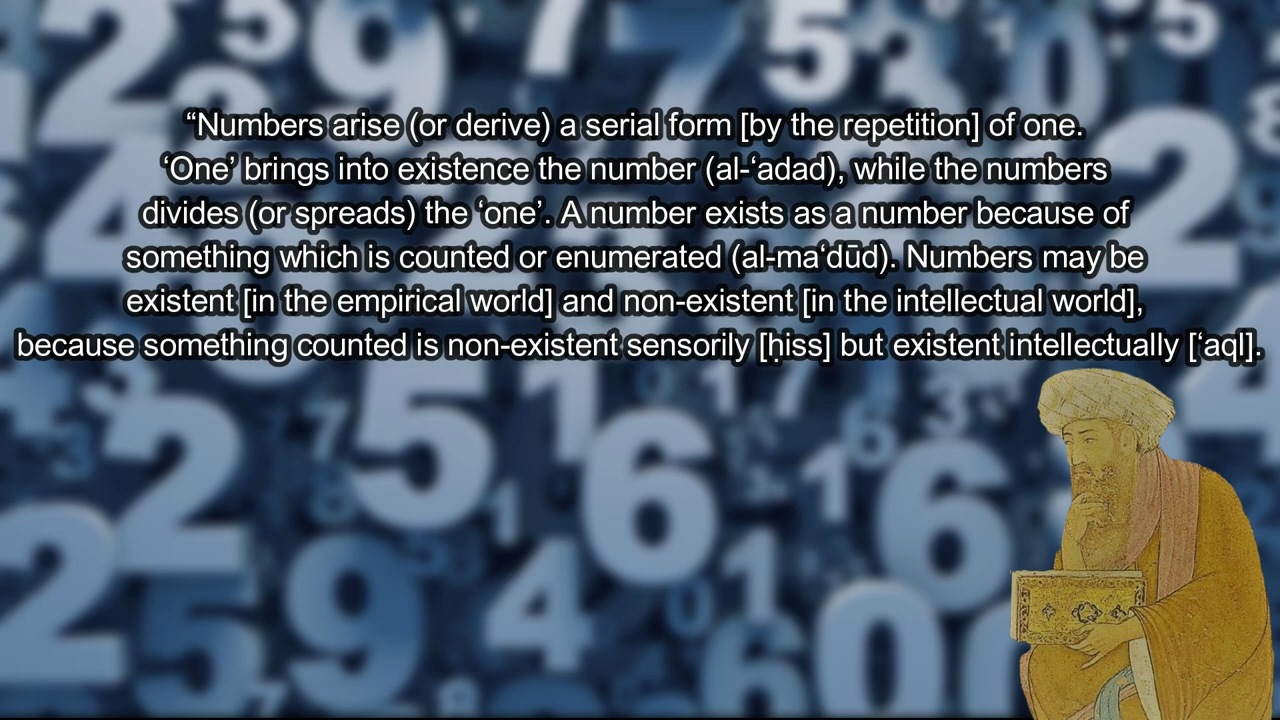 “Numbers arise (or derive) a serial form [by the repetition] of one.
‘One’ brings into existence the number (al-‘adad), while the numbers
divides (or spreads) the ‘one’. A number exists as a number because of
something which is counted or enumerated (al-ma‘dūd). Numbers may be
existent [in the empirical world] and non-existent [in the intellectual world],
because something counted is non-existent sensorily [ḥiss] but existent intellectually [‘aql].